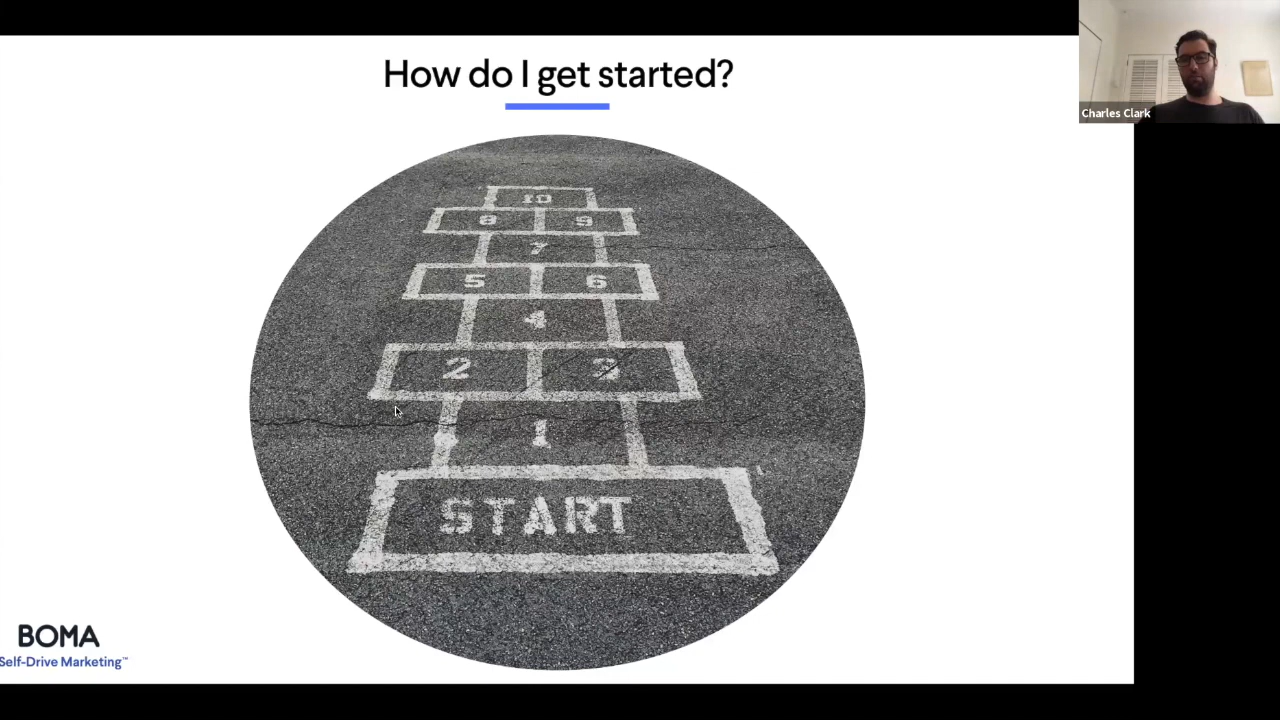 How do I get started?
Charles Clark
10
8 9
7
5 6
4
2 3
1
START
BOMA
Self-Drive Marketing™